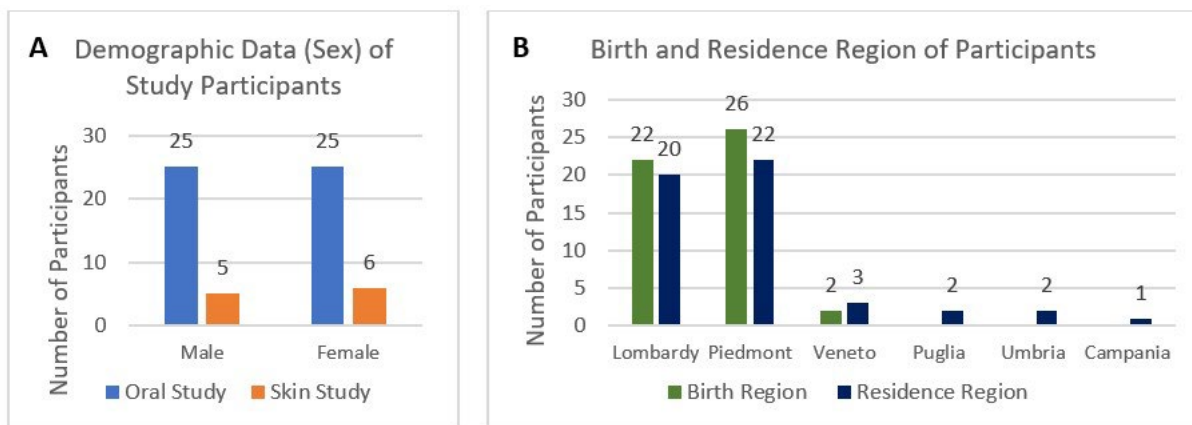 A
Demographic Data (Sex) of
Study Participants
Number of Participants
30
20
10
0
25
5
25
6
Male Female
Oral Study Skin Study
B
Birth and Residence Region of Participants
Number of Participants
30
25
20
15
10
5
0
22
20
26
22
2
3
2
2
1
Lombardy Piedmont Veneto Puglia Umbria Campania
Birth Region Residence Region